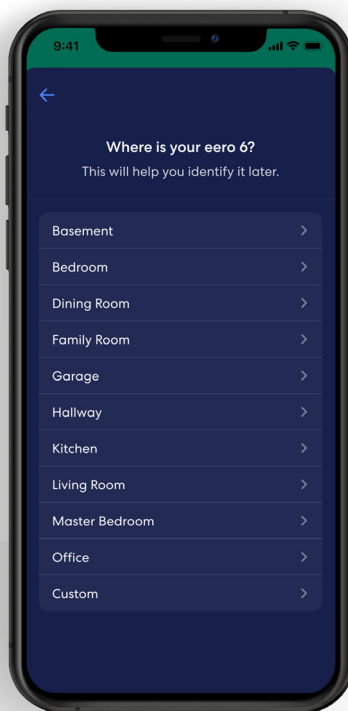 9:41
Where is your eero 6?
This will help you identify it later.
Basement
Bedroom
Dining Room
Family Room
Garage
Hallway
Kitchen
Living Room
Master Bedroom
Office
Custom